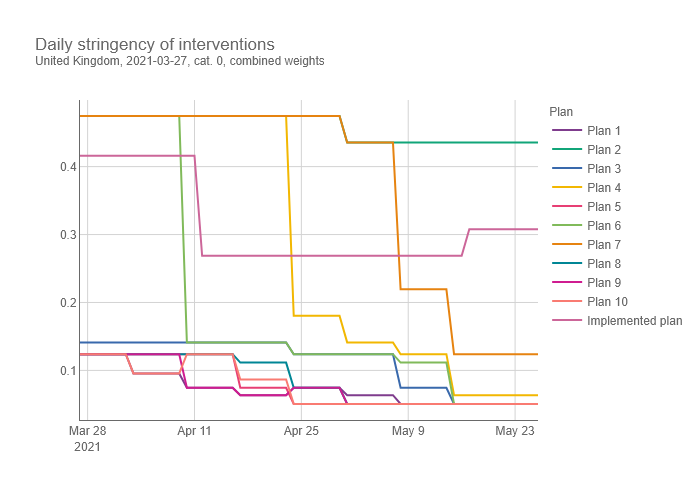 Daily stringency of interventions
United Kingdom, 2021-03-27, cat. 0, combined weights
Plan
Plan 1
Plan 2
Plan 3
Plan 4
Plan 5
Plan 6
Plan 7
Plan 8
Plan 9
Plan 10
Implemented plan
0.4
0.3
0.2
0.1
Mar 28 Apr 11 Apr 25 May 9 May 23
2021